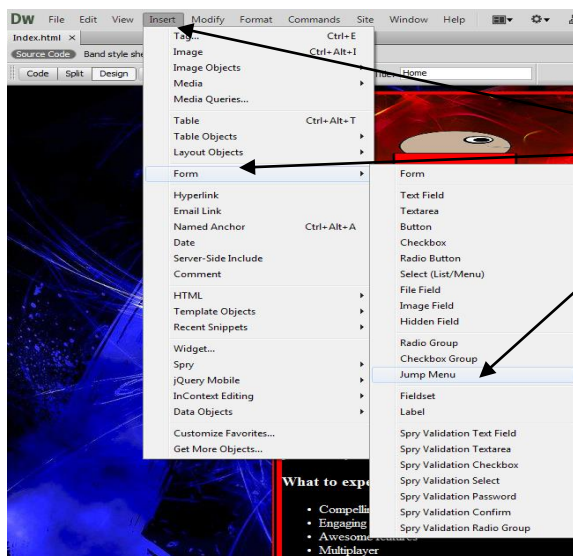 DW File Edit View Insert Modify Format Commands Site Window Help
Index.html ×
Source Code Band style she
Code Split Design Home
Tag... Ctrl+E
Image Ctrl+Alt+I
Image Objects
Media
Media Queries...
Table Ctrl+Alt+T
Table Objects
Layout Objects
Form
Hyperlink
Email Link
Named Anchor Ctrl+Alt+A
Date
Server-Side Include
Comment
HTML
Template Objects
Recent Snippets
Widget...
Spry
jQuery Mobile
InContext Editing
Data Objects
Customize Favorites...
Get More Objects...
Form
Text Field
Textarea
Button
Checkbox
Radio Button
Select (List/Menu)
File Field
Image Field
Hidden Field
Radio Group
Checkbox Group
Jump Menu
Fieldset
Label
Spry Validation Text Field
Spry Validation Textarea
Spry Validation Checkbox
Spry Validation Select
Spry Validation Password
Spry Validation Confirm
Spry Validation Radio Group
What to expe
• Compellin
• Engaging
• Awesome features
• Multiplayer